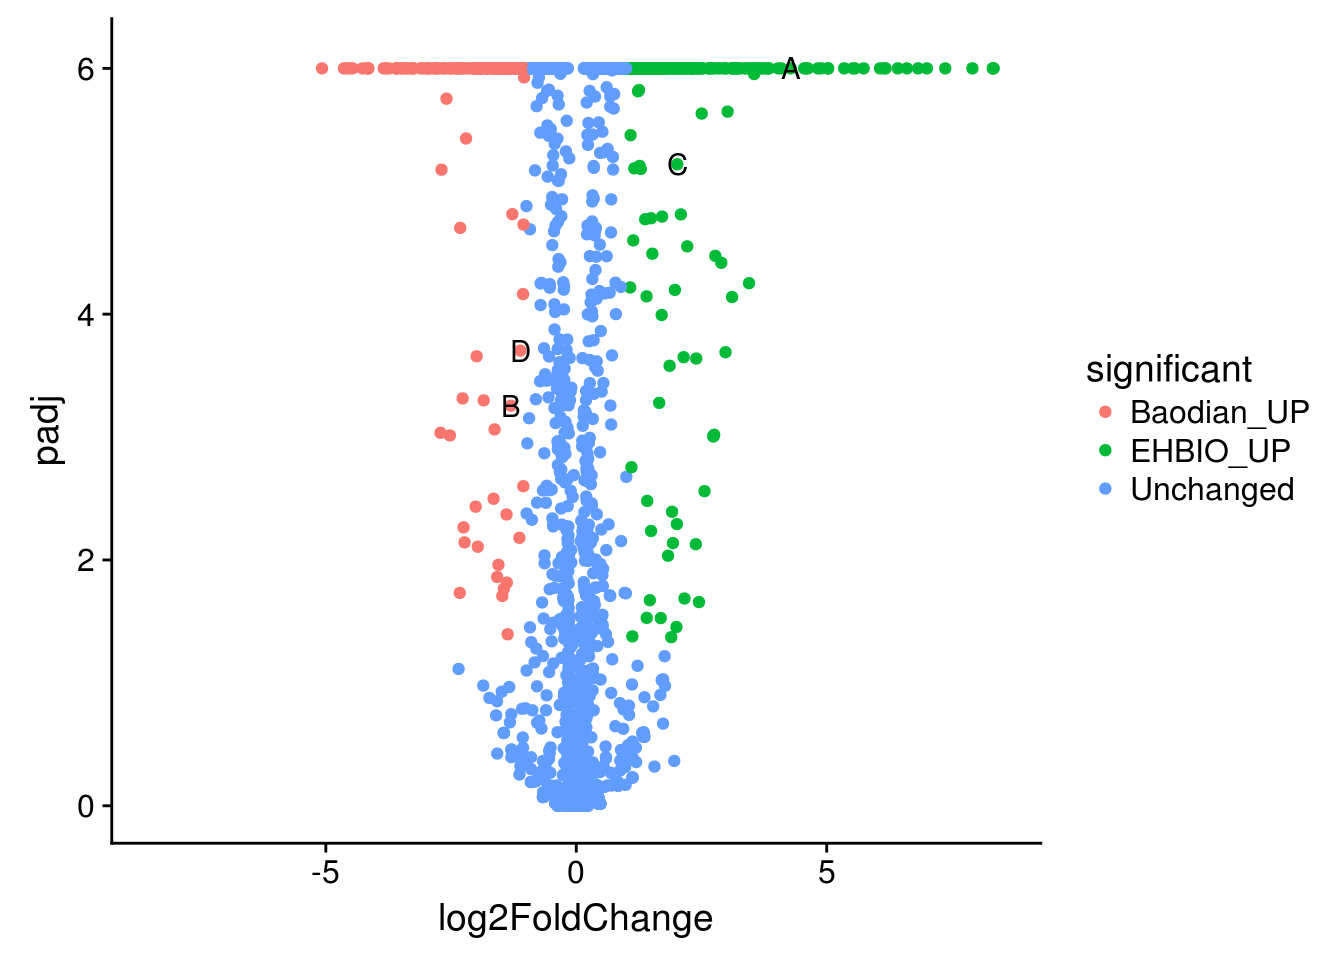 6
4
2
0
padj
-5 0 5
log2FoldChange
A
C
D
B
significant
Baodian_UP
EHBIO_UP
Unchanged